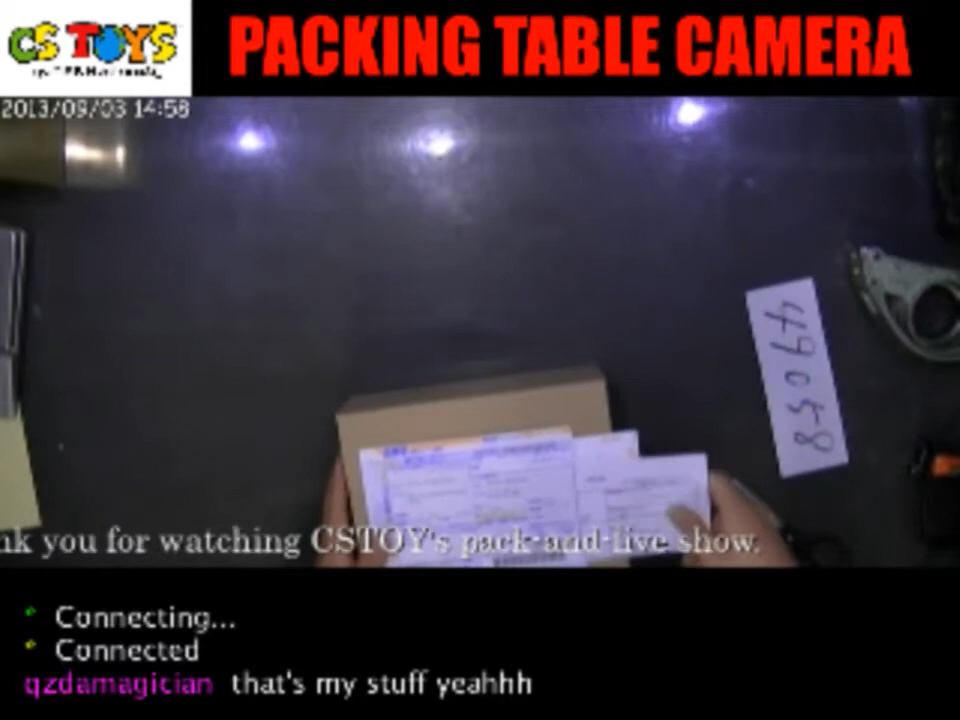 CS TOYS
PACKING TABLE CAMERA
2013/09/03 14:58
49058
nk you for watching CSTOY's pack-and-live show.
Connecting...
Connected
qzdamagician that's my stuff yeahhh